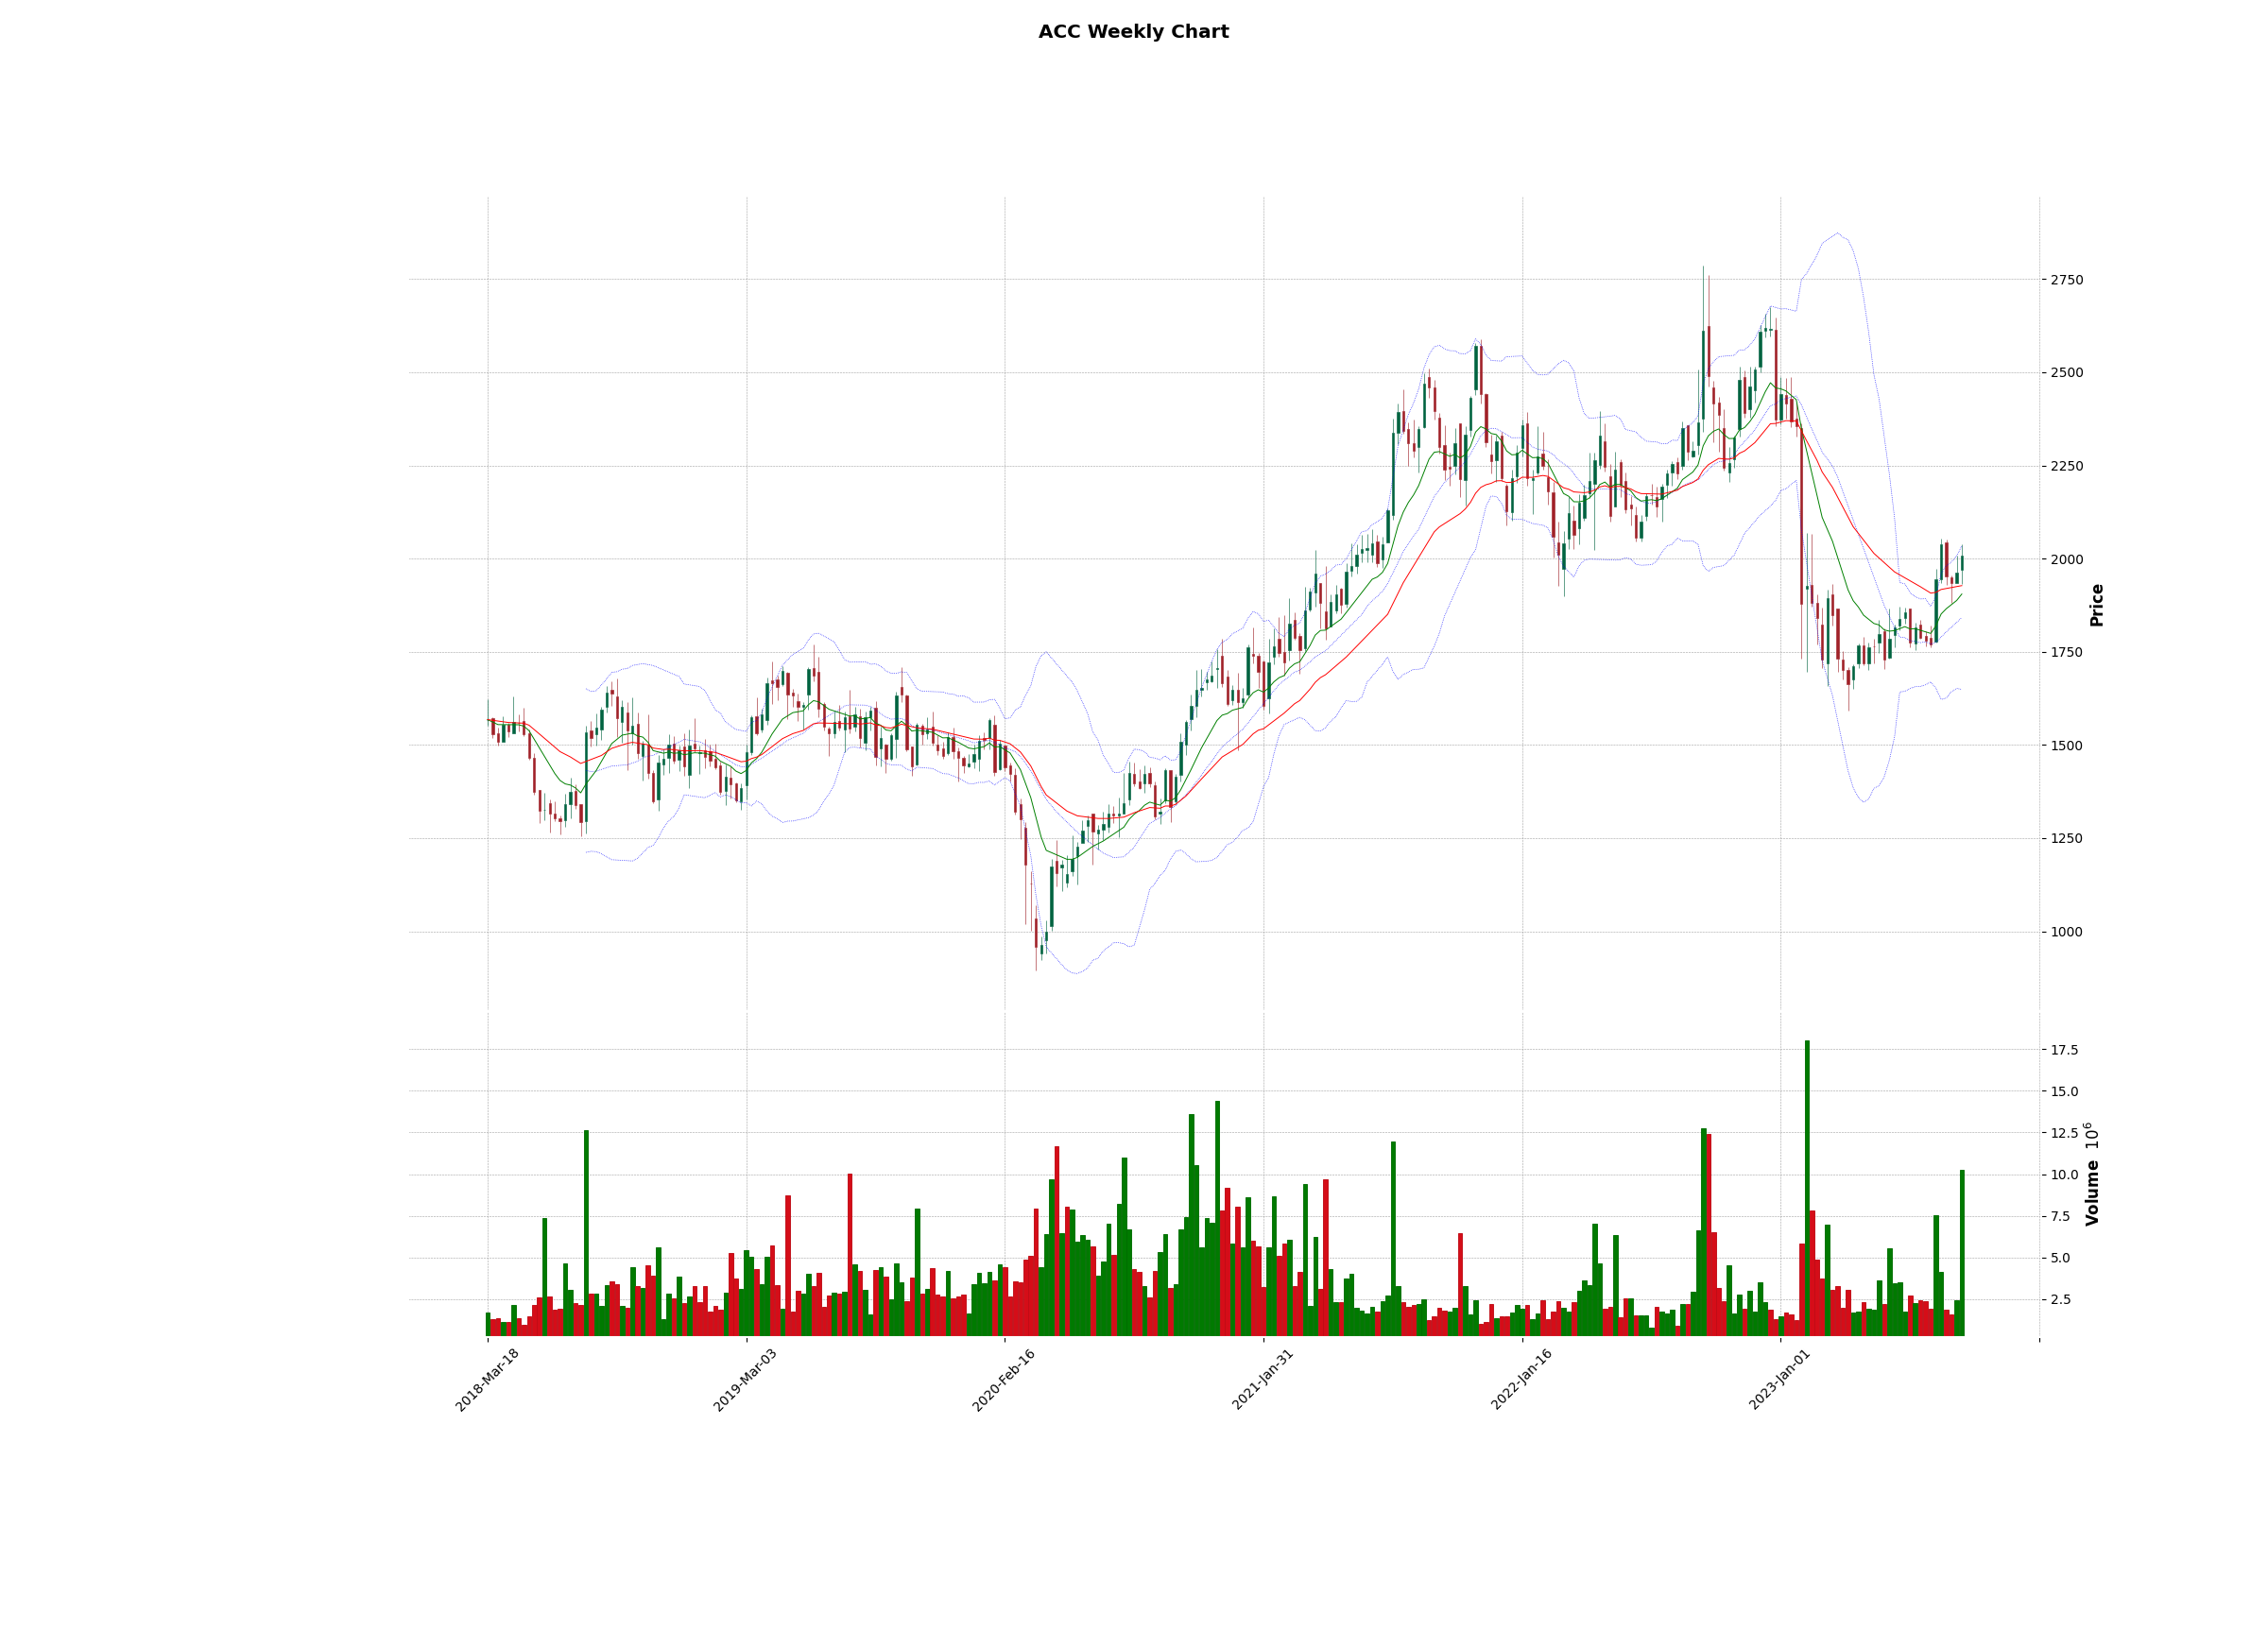 ACC Weekly Chart
2750
2500
2250
2000
1750
1500
1250
1000
Price
17.5
15.0
12.5
10.0
7.5
5.0
2.5
Volume 10^6
2018-Mar-18
2019-Mar-03
2020-Feb-16
2021-Jan-31
2022-Jan-16
2023-Jan-01